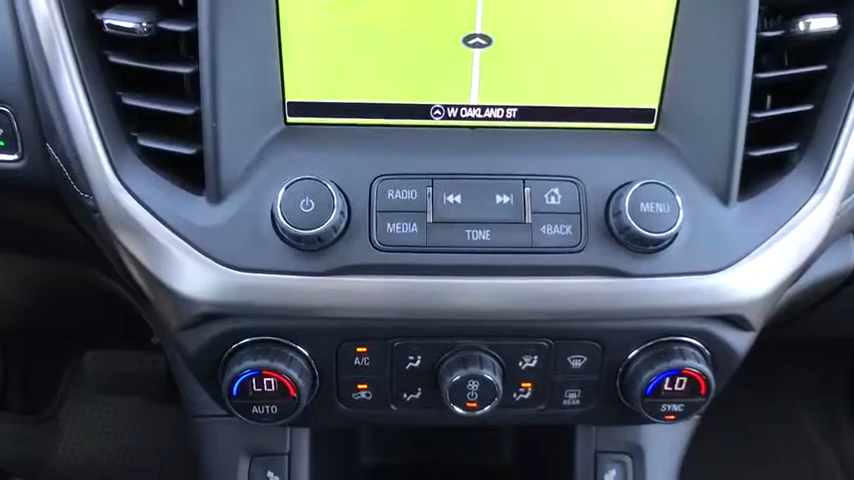 W OAKLAND ST
RADIO
MEDIA
TONE
BACK
MENU
LO
AUTO
A/C
REAR
LO
SYNC